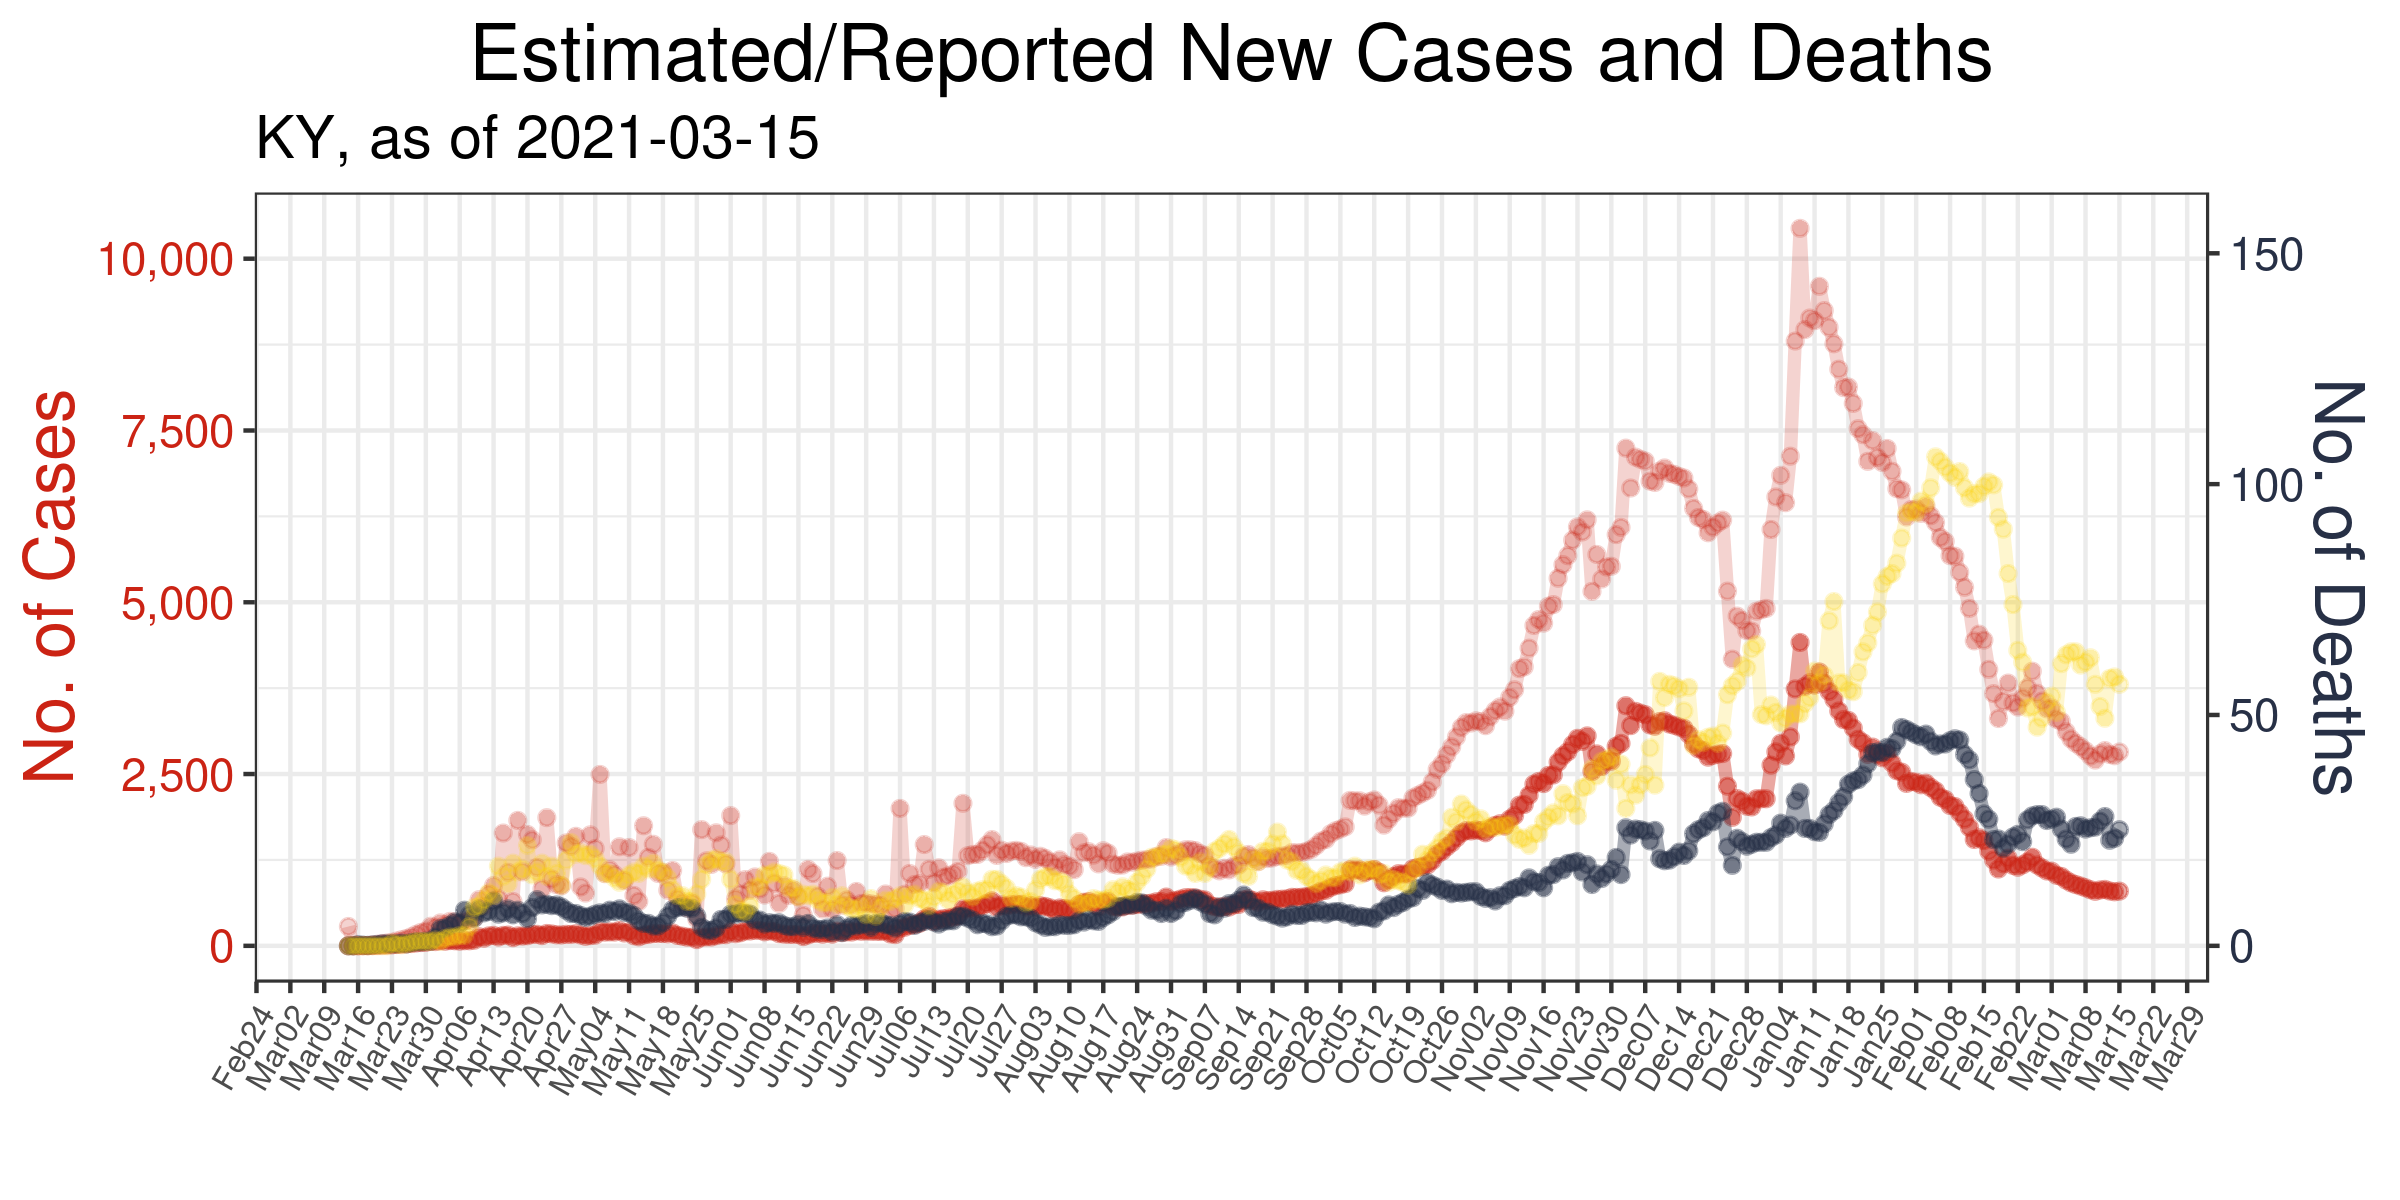 Estimated/Reported New Cases and Deaths
KY, as of 2021-03-15
No. of Cases
10,000
7,500
5,000
2,500
0
150
100
50
0
No. of Deaths
Feb24
Mar02
Mar09
Mar16
Mar23
Mar30
Apr06
Apr13
Apr20
Apr27
May04
May11
May18
May25
Jun01
Jun08
Jun15
Jun22
Jun29
Jul06
Jul13
Jul20
Jul27
Aug03
Aug10
Aug17
Aug24
Aug31
Sep07
Sep14
Sep21
Sep28
Oct05
Oct12
Oct19
Oct26
Nov02
Nov09
Nov16
Nov23
Nov30
Dec07
Dec14
Dec21
Dec28
Jan04
Jan11
Jan18
Jan25
Feb01
Feb08
Feb15
Feb22
Mar01
Mar08
Mar15
Mar22
Mar29